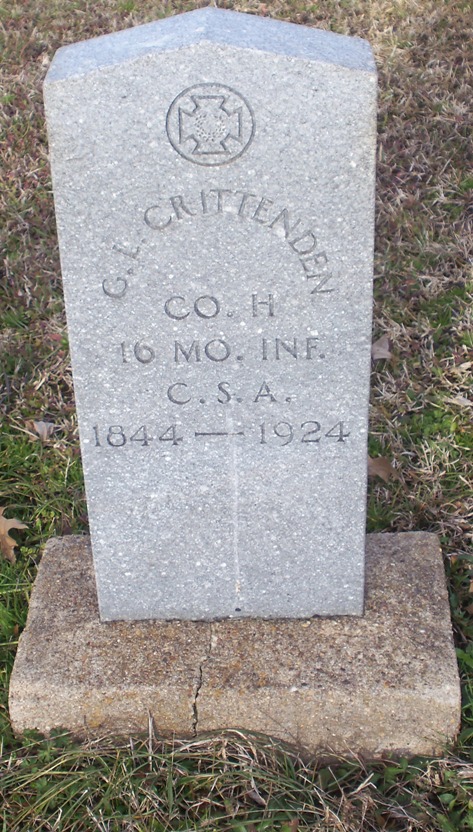 G. L. CRITTENDEN
CO. H
16 MO. INF.
C. S. A.
1844 — 1924